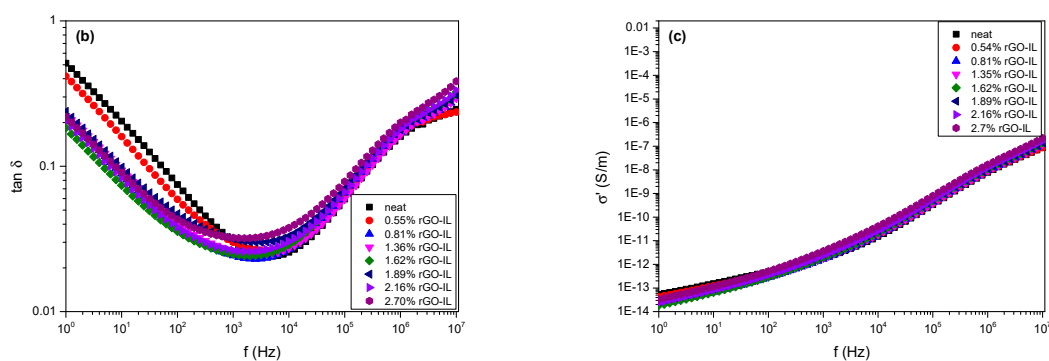 (b)
1
0.1
0.01
tan δ
neat
0.55% rGO-IL
0.81% rGO-IL
1.36% rGO-IL
1.62% rGO-IL
1.89% rGO-IL
2.16% rGO-IL
2.70% rGO-IL
10⁰ 10¹ 10² 10³ 10⁴ 10⁵ 10⁶ 10⁷
f (Hz)
(c)
0.01
1E-3
1E-4
1E-5
1E-6
1E-7
1E-8
1E-9
1E-10
1E-11
1E-12
1E-13
1E-14
σ' (S/m)
neat
0.54% rGO-IL
0.81% rGO-IL
1.35% rGO-IL
1.62% rGO-IL
1.89% rGO-IL
2.16% rGO-IL
2.7% rGO-IL
10⁰ 10¹ 10² 10³ 10⁴ 10⁵ 10⁶ 10⁷
f (Hz)